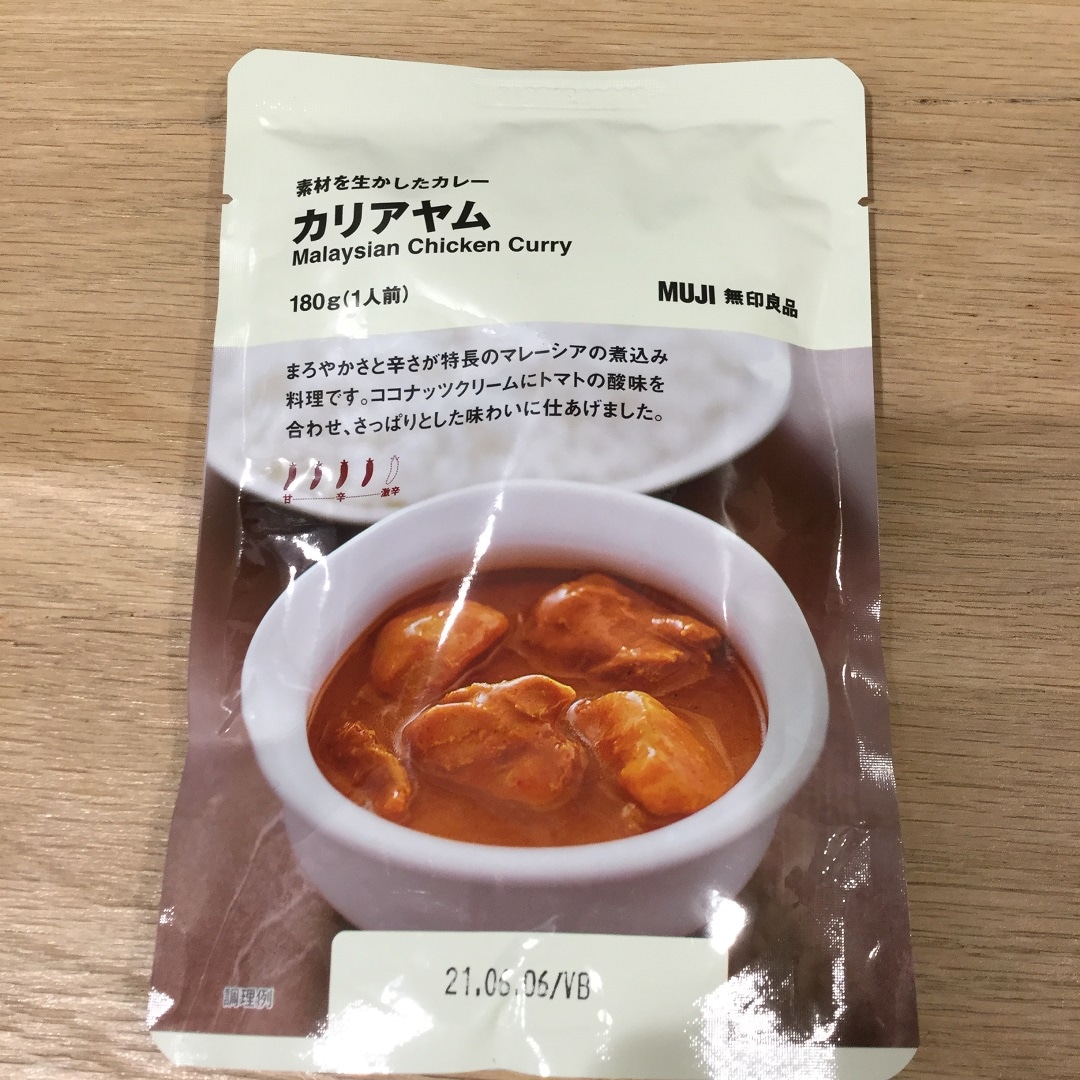 素材を生かしたカレー
カリアヤム
Malaysian Chicken Curry
180g(1人前)
MUJI 無印良品
まろやかさと辛さが特長のマレーシアの煮込み
料理です。ココナッツクリームにトマトの酸味を
合わせ、さっぱりとした味わいに仕あげました。
甘 辛 激辛
調理例
21.06.06/VB